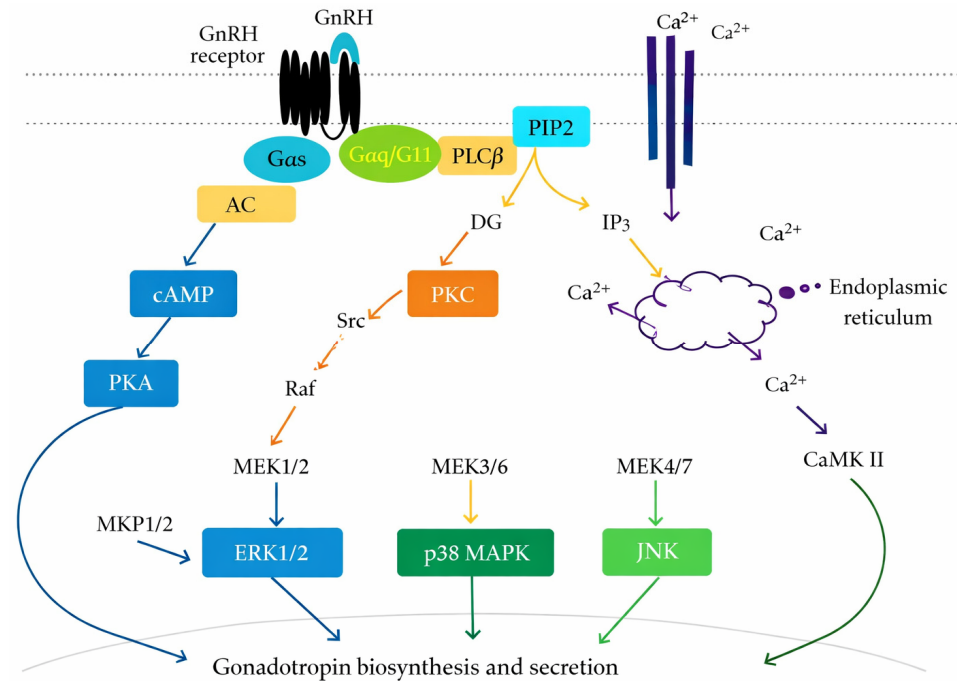 GnRH
GnRH
receptor
Ca²⁺
Ca²⁺
PIP2
Gαs
Gαq/G11
PLCβ
AC
DG
IP₃
Ca²⁺
cAMP
PKC
Ca²⁺
Endoplasmic
reticulum
Src
PKA
Raf
Ca²⁺
MEK1/2
MEK3/6
MEK4/7
CaMK II
MKP1/2
ERK1/2
p38 MAPK
JNK
Gonadotropin biosynthesis and secretion